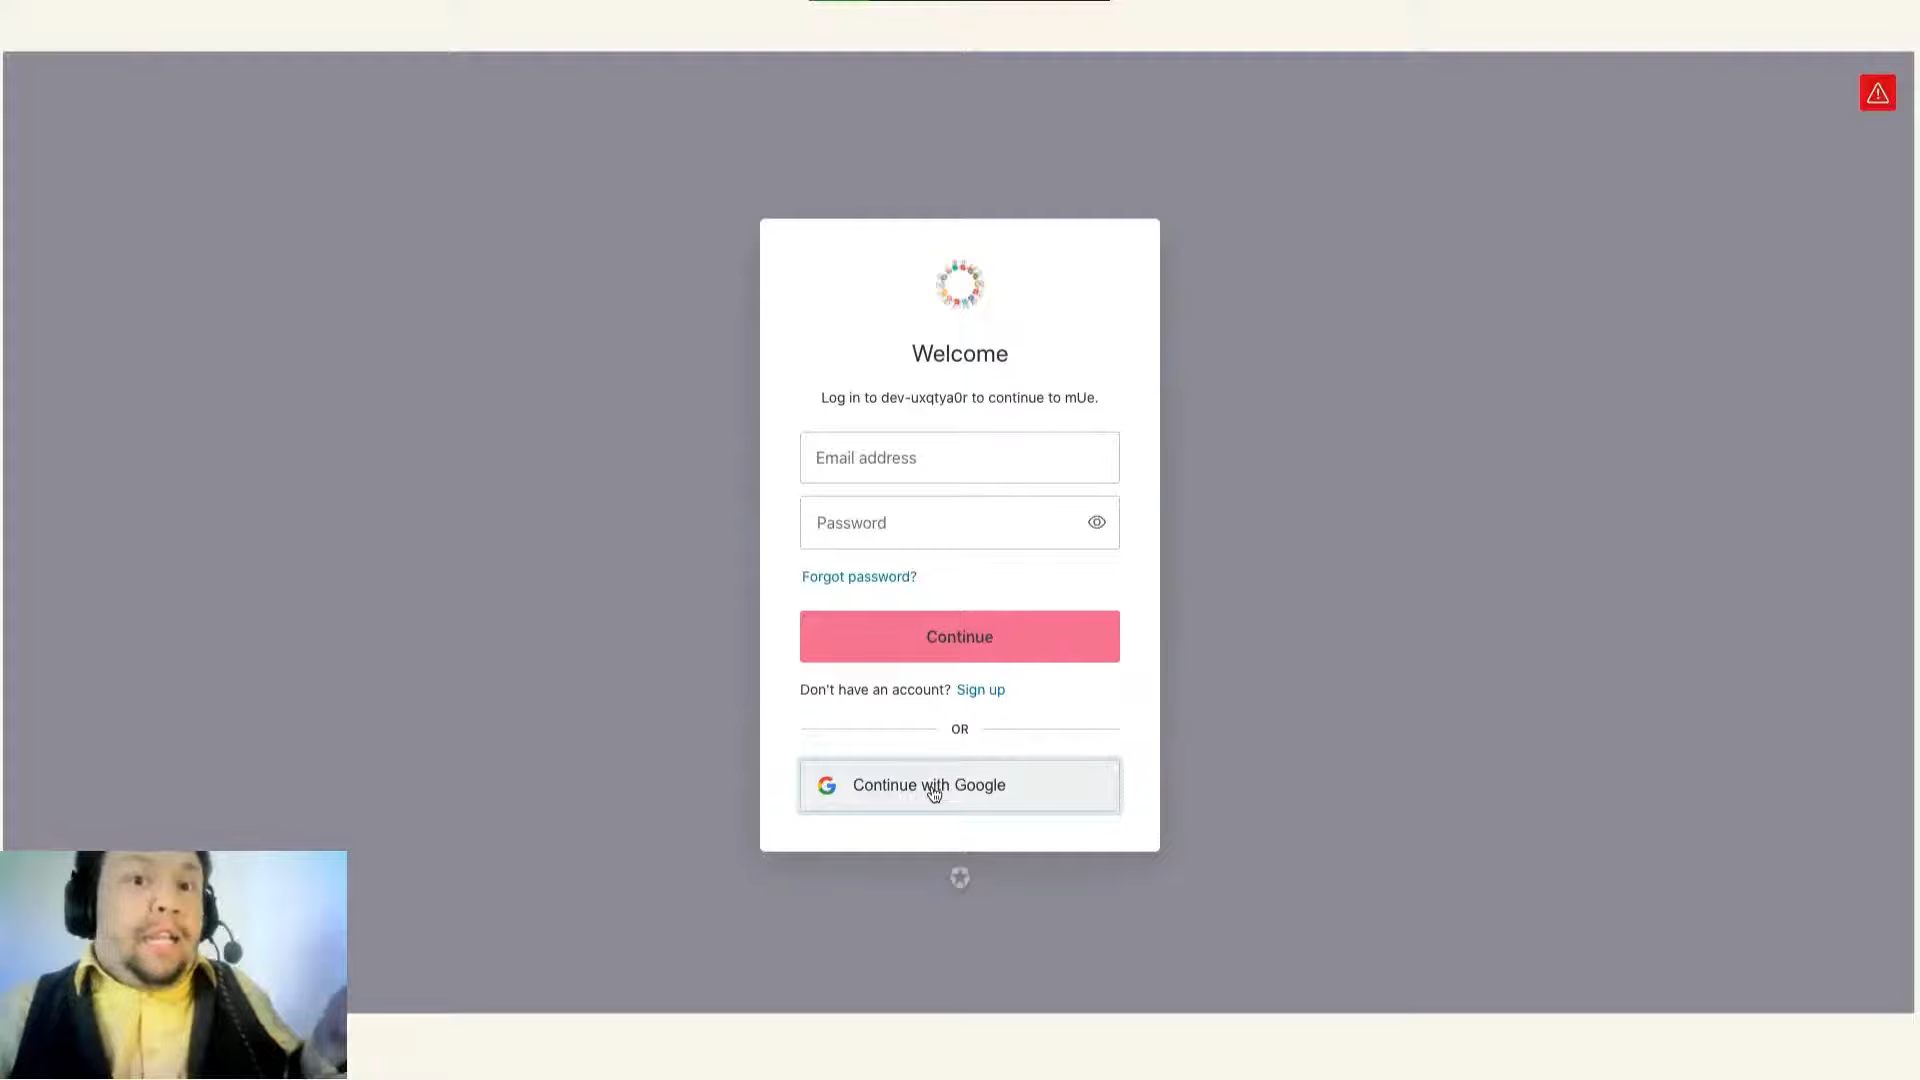 Welcome
Log in to dev-uxqtya0r to continue to mUe.
Email address
Password
Forgot password?
Continue
Don't have an account? Sign up
OR
Continue with Google